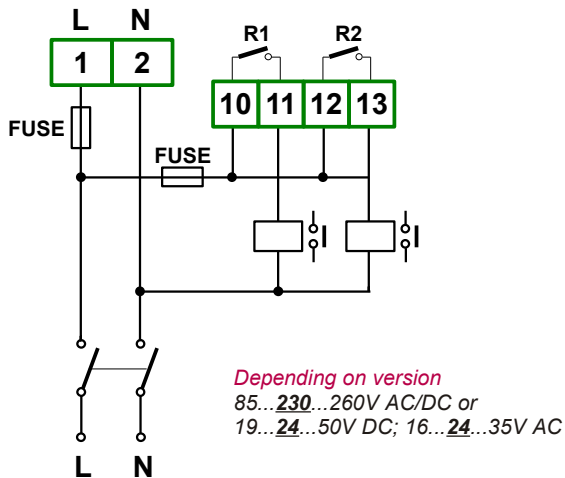 L N
R1 R2
1 2
10 11 12 13
FUSE
FUSE
Depending on version
85...230...260V AC/DC or
19...24...50V DC; 16...24...35V AC
L N